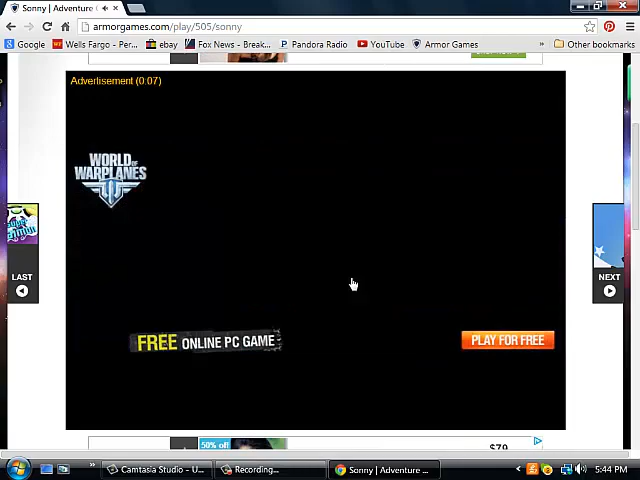 Sonny | Adventure G
armorgames.com/play/505/sonny
Google
Wells Fargo - Per...
ebay
Fox News - Break...
Pandora Radio
YouTube
Armor Games
Other bookmarks
Advertisement (0:07)
WORLD OF WARPLANES
LAST
NEXT
FREE ONLINE PC GAME
PLAY FOR FREE
50% off
$79
Camtasia Studio - U...
Recording...
Sonny | Adventure ...
5:44 PM